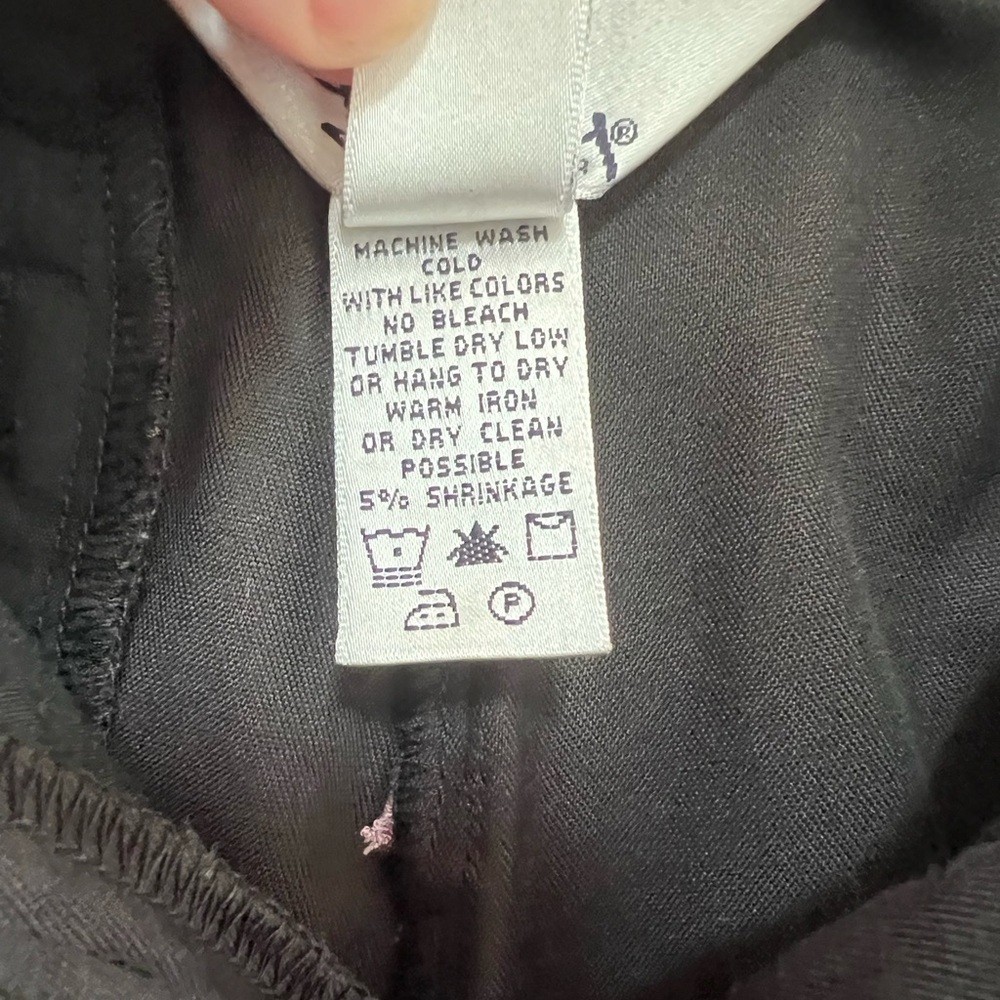 MACHINE WASH
COLD
WITH LIKE COLORS
NO BLEACH
TUMBLE DRY LOW
OR HANG TO DRY
WARM IRON
OR DRY CLEAN
POSSIBLE
5% SHRINKAGE
P